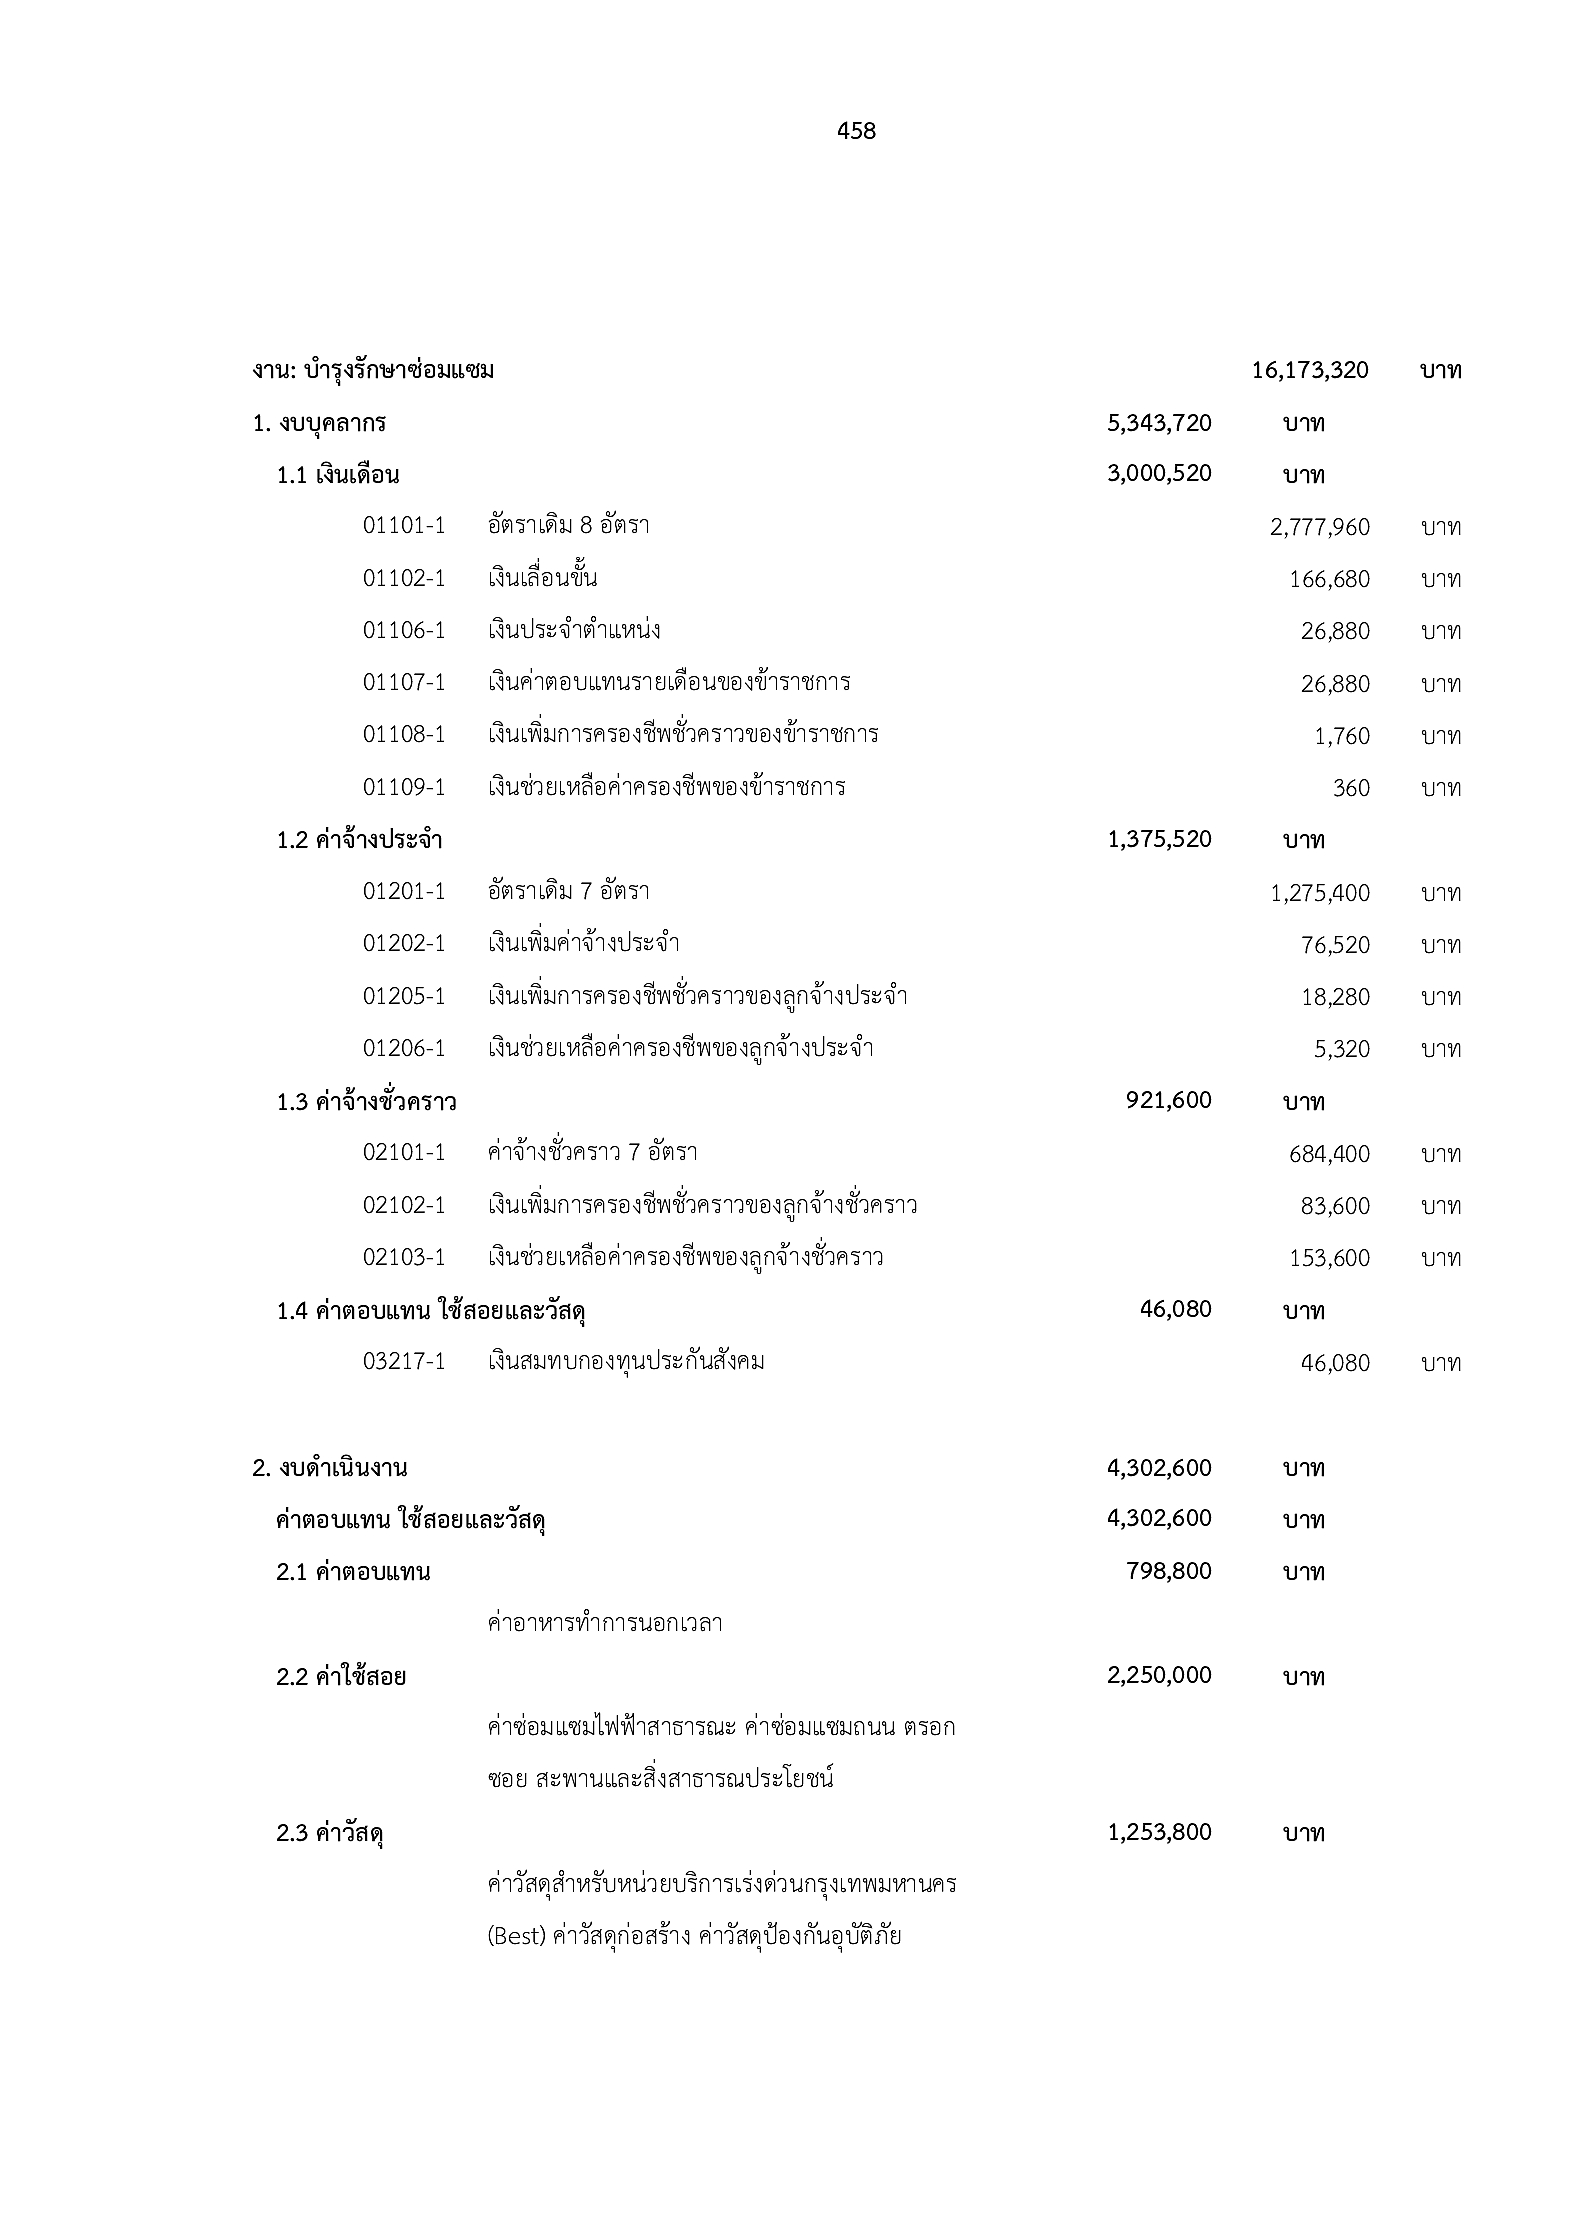 458
งาน: บำรุงรักษาซ่อมแซม 16,173,320 บาท
1. งบบุคลากร 5,343,720 บาท
1.1 เงินเดือน 3,000,520 บาท
01101-1 อัตราเดิม 8 อัตรา 2,777,960 บาท
01102-1 เงินเลื่อนขั้น 166,680 บาท
01106-1 เงินประจำตำแหน่ง 26,880 บาท
01107-1 เงินค่าตอบแทนรายเดือนของข้าราชการ 26,880 บาท
01108-1 เงินเพิ่มการครองชีพชั่วคราวของข้าราชการ 1,760 บาท
01109-1 เงินช่วยเหลือค่าครองชีพของข้าราชการ 360 บาท
1.2 ค่าจ้างประจำ 1,375,520 บาท
01201-1 อัตราเดิม 7 อัตรา 1,275,400 บาท
01202-1 เงินเพิ่มค่าจ้างประจำ 76,520 บาท
01205-1 เงินเพิ่มการครองชีพชั่วคราวของลูกจ้างประจำ 18,280 บาท
01206-1 เงินช่วยเหลือค่าครองชีพของลูกจ้างประจำ 5,320 บาท
1.3 ค่าจ้างชั่วคราว 921,600 บาท
02101-1 ค่าจ้างชั่วคราว 7 อัตรา 684,400 บาท
02102-1 เงินเพิ่มการครองชีพชั่วคราวของลูกจ้างชั่วคราว 83,600 บาท
02103-1 เงินช่วยเหลือค่าครองชีพของลูกจ้างชั่วคราว 153,600 บาท
1.4 ค่าตอบแทน ใช้สอยและวัสดุ 46,080 บาท
03217-1 เงินสมทบกองทุนประกันสังคม 46,080 บาท
2. งบดำเนินงาน 4,302,600 บาท
ค่าตอบแทน ใช้สอยและวัสดุ 4,302,600 บาท
2.1 ค่าตอบแทน 798,800 บาท
ค่าอาหารทำการนอกเวลา
2.2 ค่าใช้สอย 2,250,000 บาท
ค่าซ่อมแซมไฟฟ้าสาธารณะ ค่าซ่อมแซมถนน ตรอก
ซอย สะพานและสิ่งสาธารณประโยชน์
2.3 ค่าวัสดุ 1,253,800 บาท
ค่าวัสดุสำหรับหน่วยบริการเร่งด่วนกรุงเทพมหานคร
(Best) ค่าวัสดุก่อสร้าง ค่าวัสดุป้องกันอุบัติภัย